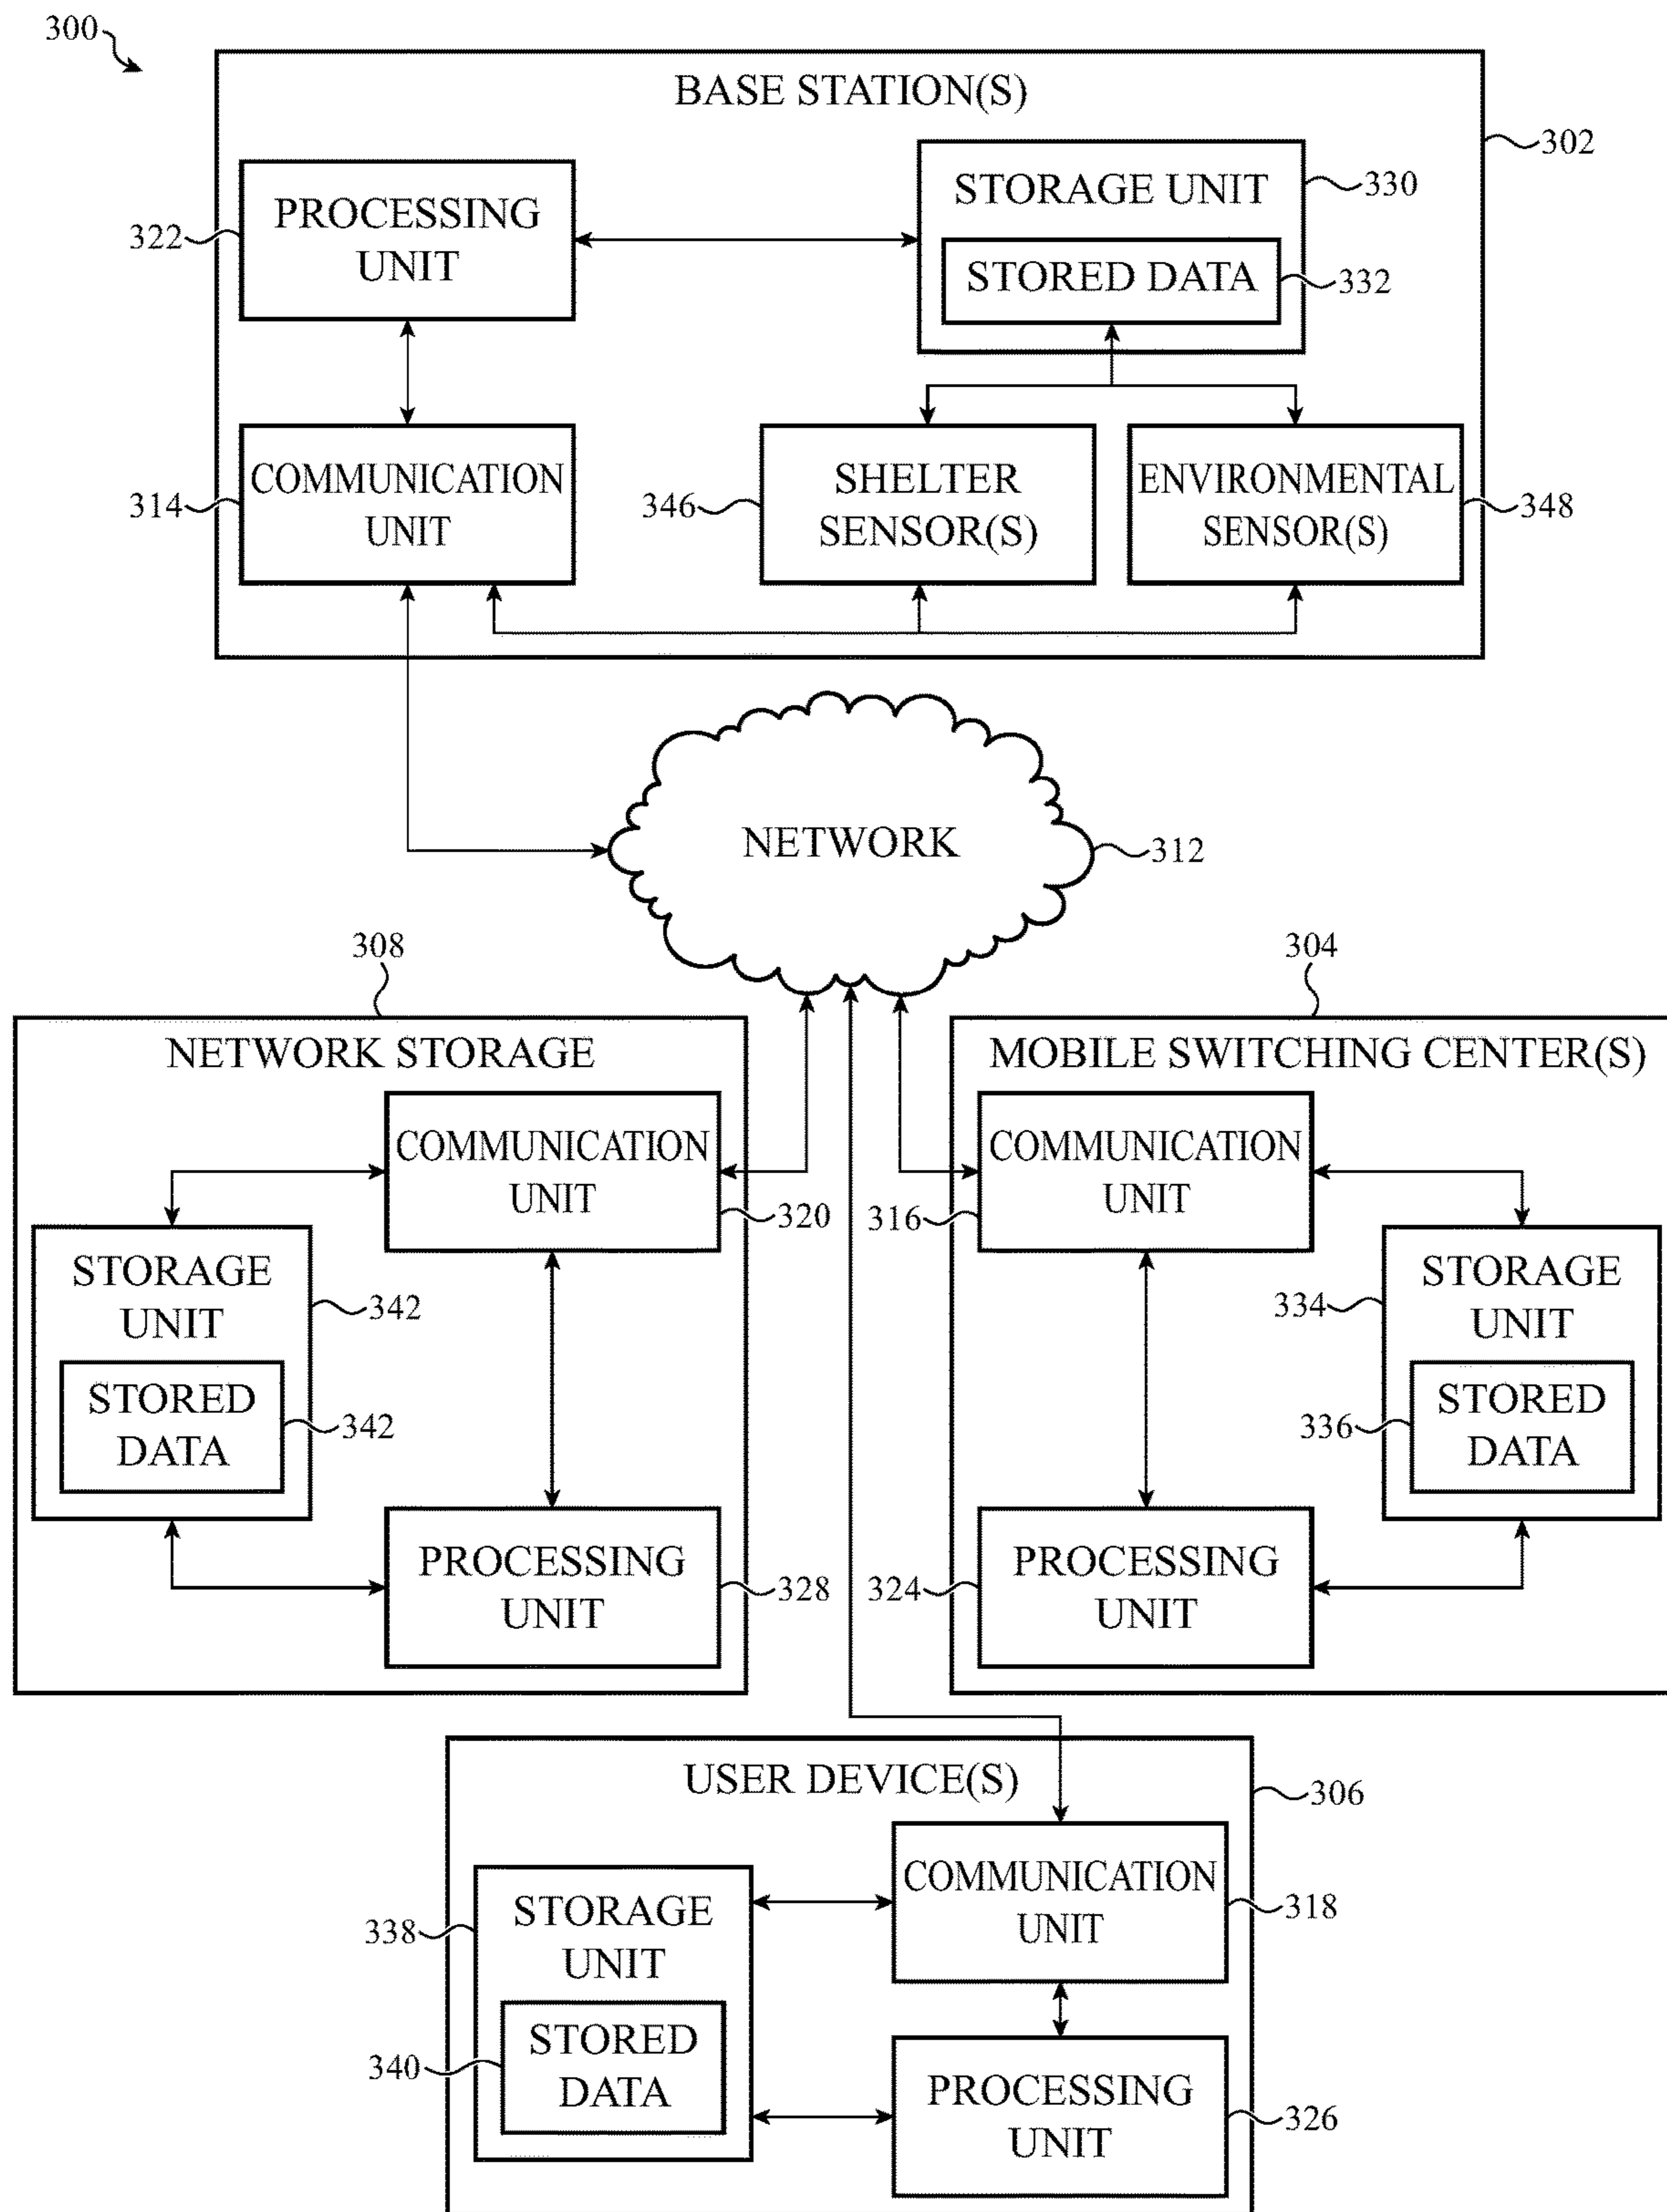 300
BASE STATION(S)
302
PROCESSING
UNIT
322
STORAGE UNIT
330
STORED DATA
332
COMMUNICATION
UNIT
314
SHELTER
SENSOR(S)
346
ENVIRONMENTAL
SENSOR(S)
348
NETWORK
312
308
NETWORK STORAGE
COMMUNICATION
UNIT
320
STORAGE
UNIT
342
STORED
DATA
342
PROCESSING
UNIT
328
304
MOBILE SWITCHING CENTER(S)
COMMUNICATION
UNIT
316
STORAGE
UNIT
334
STORED
DATA
336
PROCESSING
UNIT
324
USER DEVICE(S)
306
COMMUNICATION
UNIT
318
STORAGE
UNIT
338
STORED
DATA
340
PROCESSING
UNIT
326